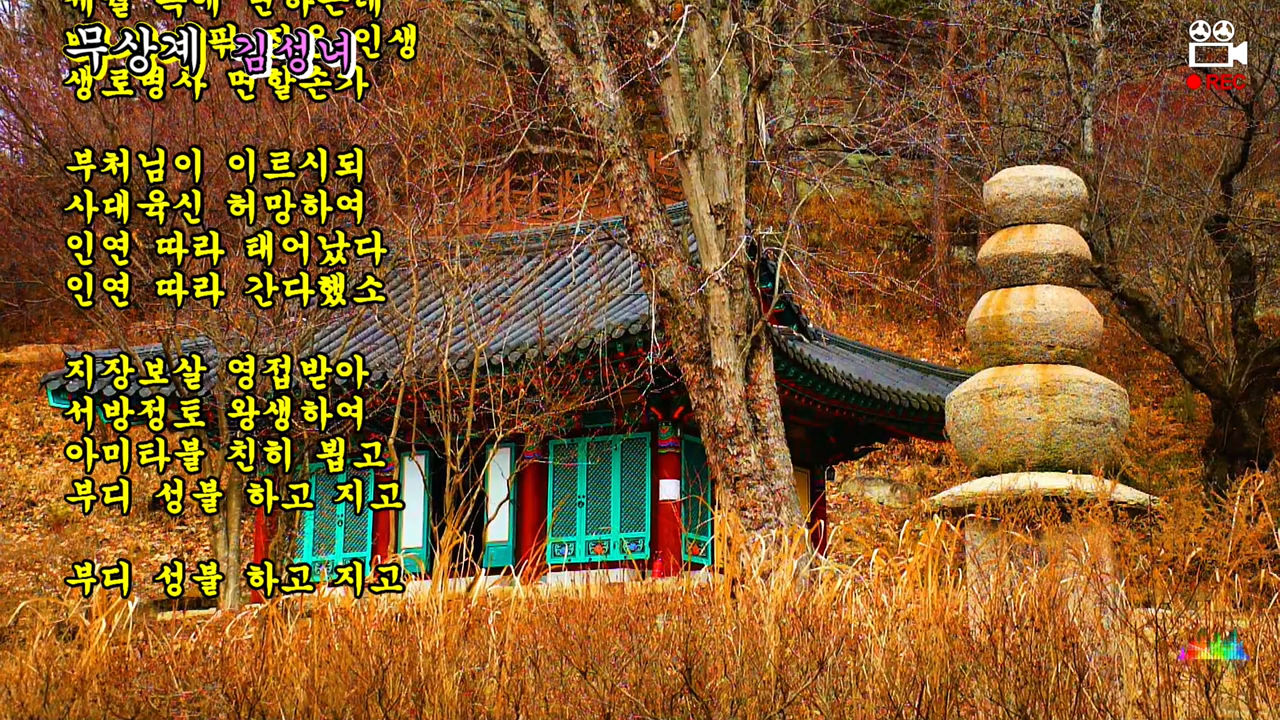 무상계 김성녀
인생
생로병사 면할손가
부처님이 이르시되
사대육신 허망하여
인연 따라 태어났다
인연 따라 간다했소
지장보살 영접받아
서방정토 왕생하여
아미타불 친히 뵙고
부디 성불 하고 지고
부디 성불 하고 지고
REC